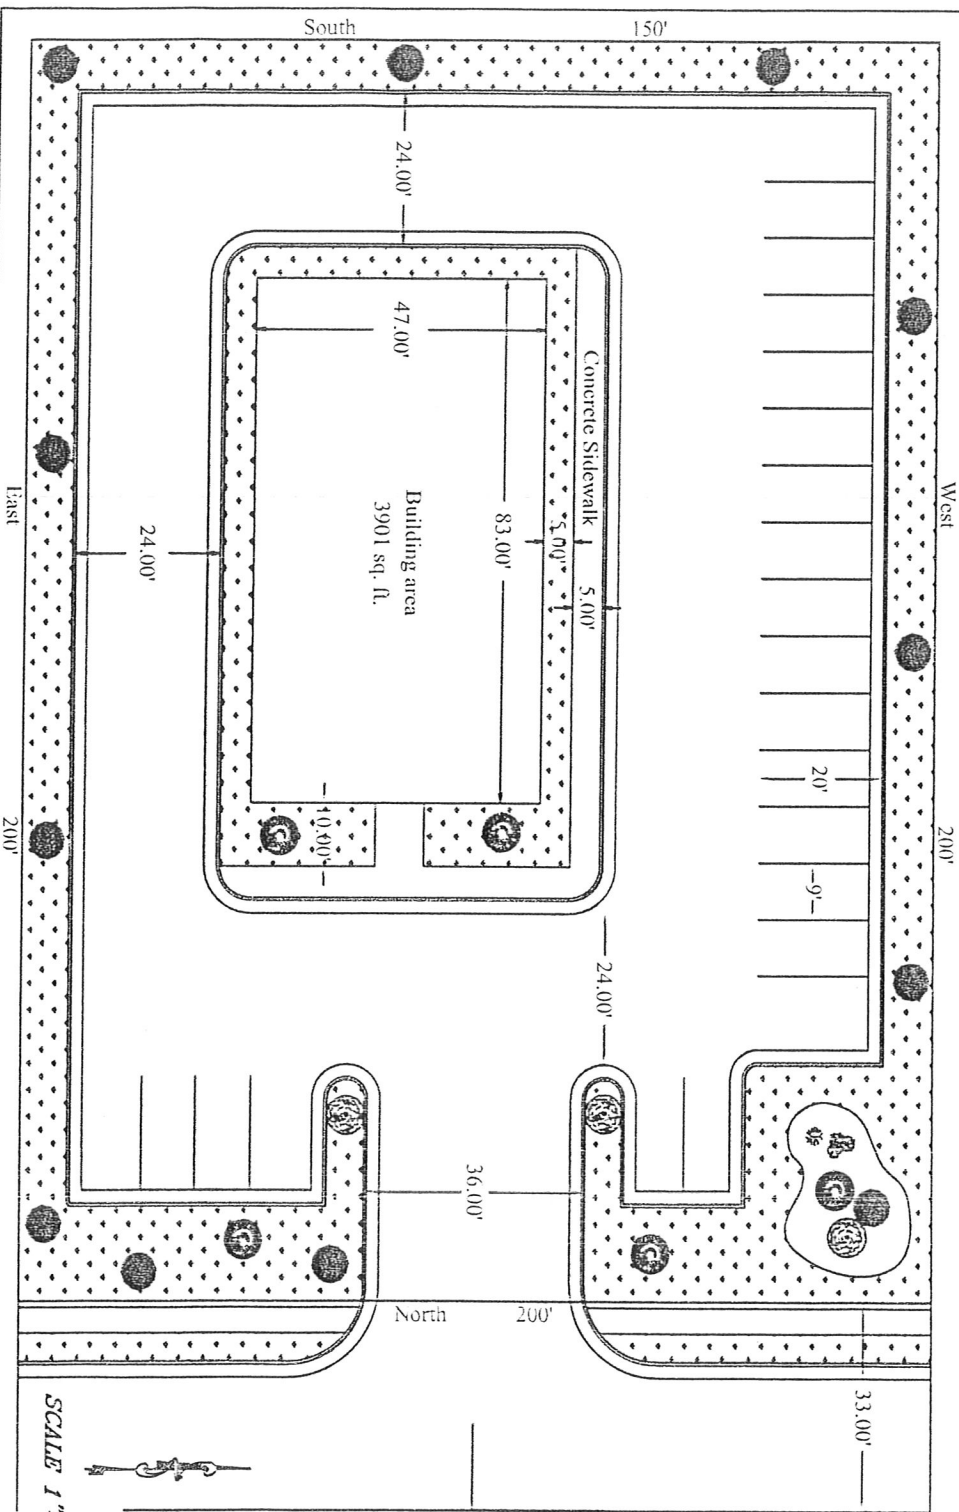 South
150'
24.00'
West
200'
47.00'
83.00'
Concrete Sidewalk
5.00'
5.00'
Building area
3901 sq. ft.
10.00'
24.00'
East
200'
20'
9'
24.00'
36.00'
North
200'
33.00'
SCALE 1"